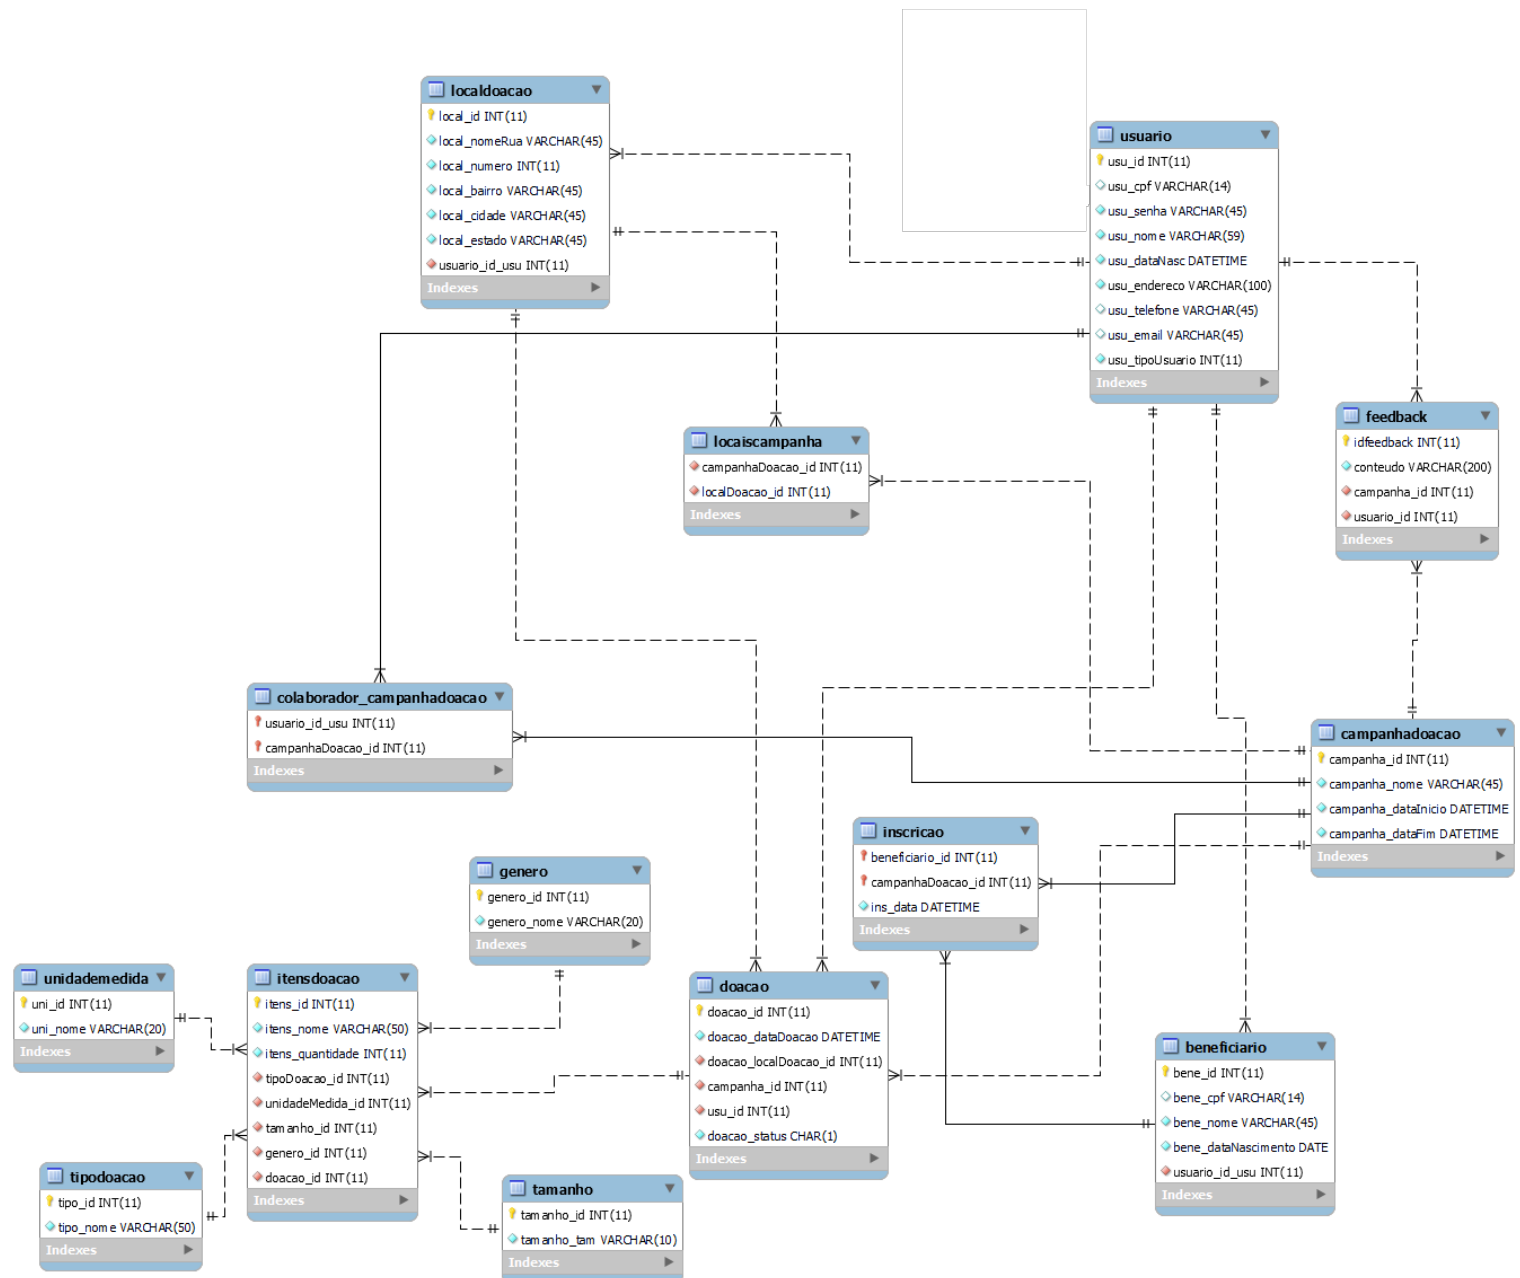 localdoacao
local_id INT(11)
local_nomeRua VARCHAR(45)
local_numero INT(11)
local_bairro VARCHAR(45)
local_cidade VARCHAR(45)
local_estado VARCHAR(45)
usuario_id_usu INT(11)
Indexes
usuario
usu_id INT(11)
usu_cpf VARCHAR(14)
usu_senha VARCHAR(45)
usu_nome VARCHAR(59)
usu_dataNasc DATETIME
usu_endereco VARCHAR(100)
usu_telefone VARCHAR(45)
usu_email VARCHAR(45)
usu_tipoUsuario INT(11)
Indexes
feedback
idfeedback INT(11)
conteudo VARCHAR(200)
campanha_id INT(11)
usuario_id INT(11)
Indexes
locaiscampanha
campanhaDoacao_id INT(11)
localDoacao_id INT(11)
Indexes
colaborador_campanhadoacao
usuario_id_usu INT(11)
campanhaDoacao_id INT(11)
Indexes
campanhadoacao
campanha_id INT(11)
campanha_nome VARCHAR(45)
campanha_dataInicio DATETIME
campanha_dataFim DATETIME
Indexes
inscricao
beneficiario_id INT(11)
campanhaDoacao_id INT(11)
ins_data DATETIME
Indexes
genero
genero_id INT(11)
genero_nome VARCHAR(20)
Indexes
unidademedida
uni_id INT(11)
uni_nome VARCHAR(20)
Indexes
itensdoacao
itens_id INT(11)
itens_nome VARCHAR(50)
itens_quantidade INT(11)
tipoDoacao_id INT(11)
unidadeMedida_id INT(11)
tamanho_id INT(11)
genero_id INT(11)
doacao_id INT(11)
Indexes
doacao
doacao_id INT(11)
doacao_dataDoacao DATETIME
doacao_localDoacao_id INT(11)
campanha_id INT(11)
usu_id INT(11)
doacao_status CHAR(1)
Indexes
beneficiario
bene_id INT(11)
bene_cpf VARCHAR(14)
bene_nome VARCHAR(45)
bene_dataNascimento DATE
usuario_id_usu INT(11)
Indexes
tipodoacao
tipo_id INT(11)
tipo_nome VARCHAR(50)
Indexes
tamanho
tamanho_id INT(11)
tamanho_tam VARCHAR(10)
Indexes